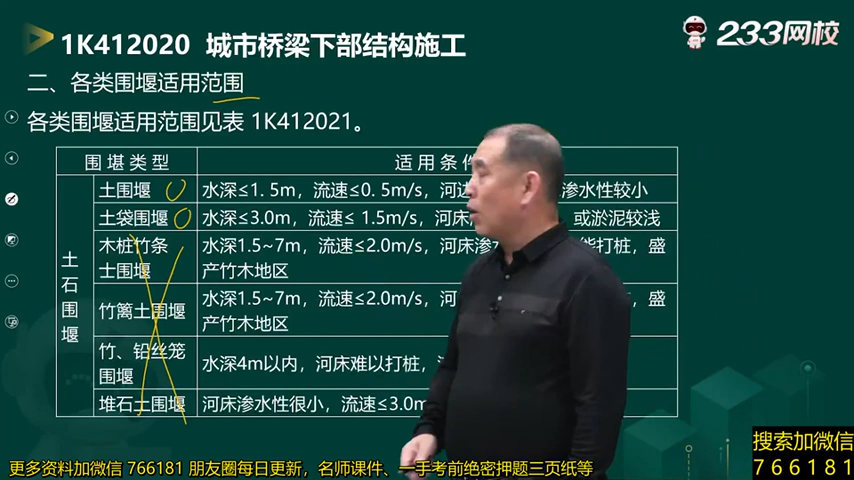 1K412020 城市桥梁下部结构施工
233网校
二、各类围堰适用范围
各类围堰适用范围见表 1K412021。
围堰类型
适用条件
土石围堰
土围堰
水深≤1.5m，流速≤0.5m/s，河
渗水性较小
土袋围堰
水深≤3.0m，流速≤ 1.5m/s，河床
或淤泥较浅
木桩竹条
士围堰
水深1.5~7m，流速≤2.0m/s，河床渗水
能打桩，盛
产竹木地区
竹篱土围堰
水深1.5~7m，流速≤2.0m/s，河
盛
产竹木地区
竹、铅丝笼
围堰
水深4m以内，河床难以打桩，
堆石土围堰
河床渗水性很小，流速≤3.0m
搜索加微信
766181
更多资料加微信 766181 朋友圈每日更新，名师课件、一手考前绝密押题三页纸等